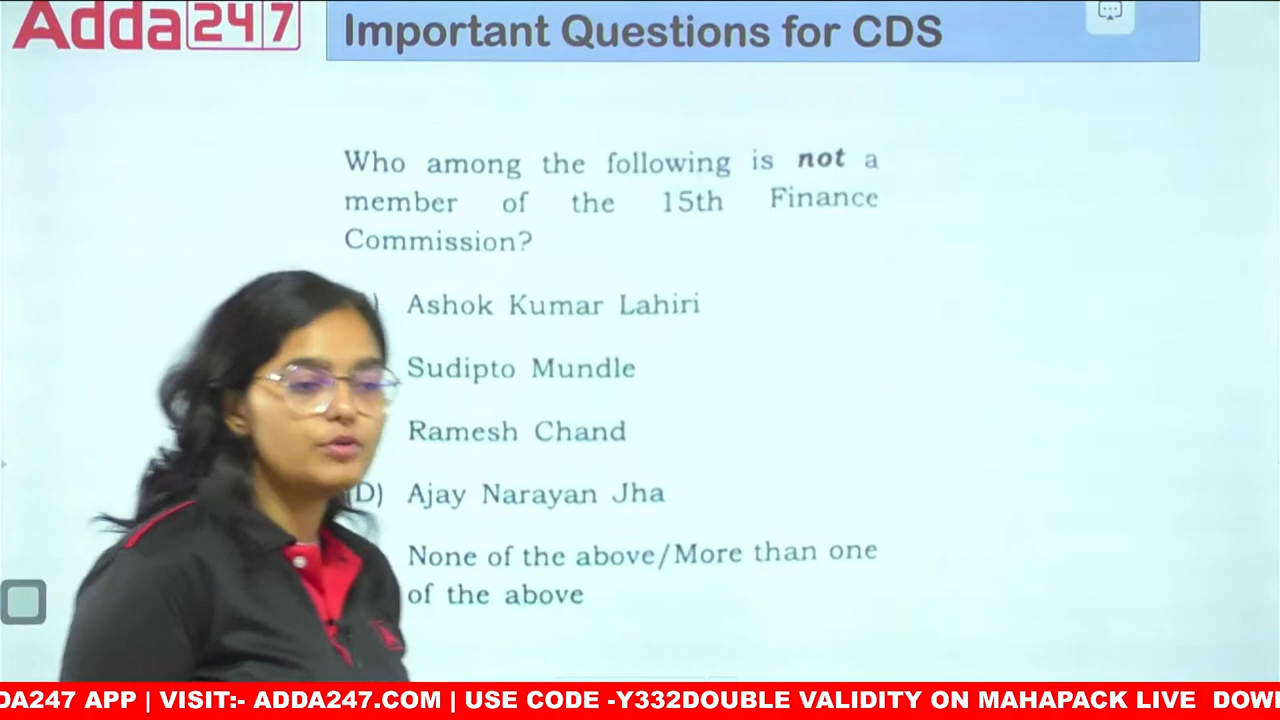 Adda247
Important Questions for CDS
Who among the following is not a
member of the 15th Finance
Commission?
) Ashok Kumar Lahiri
Sudipto Mundle
Ramesh Chand
(D) Ajay Narayan Jha
None of the above/More than one
of the above
DA247 APP | VISIT:- ADDA247.COM | USE CODE -Y332DOUBLE VALIDITY ON MAHAPACK LIVE DOW